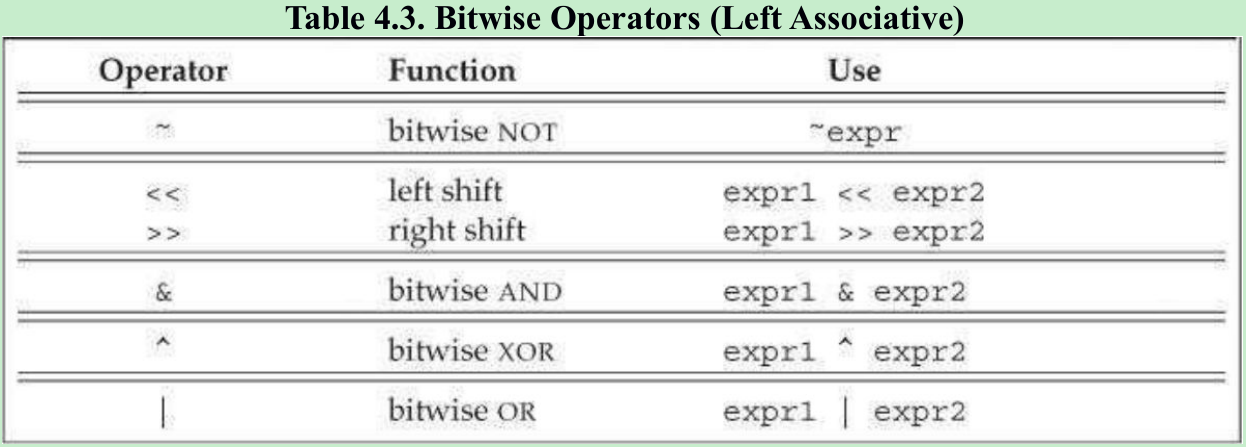 Table 4.3. Bitwise Operators (Left Associative)
Operator Function Use
~ bitwise NOT ~expr
<< left shift expr1 << expr2
>> right shift expr1 >> expr2
& bitwise AND expr1 & expr2
^ bitwise XOR expr1 ^ expr2
| bitwise OR expr1 | expr2